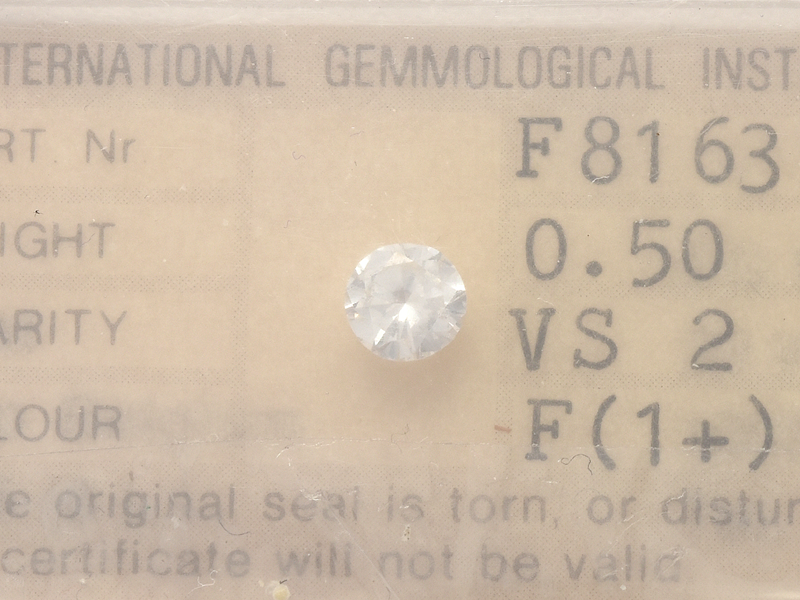 TERNATIONAL GEMMOLOGICAL INST
RT. Nr. F8163
IGHT 0.50
ARITY VS 2
LOUR F(1+)
e original seal is torn, or distur
certificate will not be valid